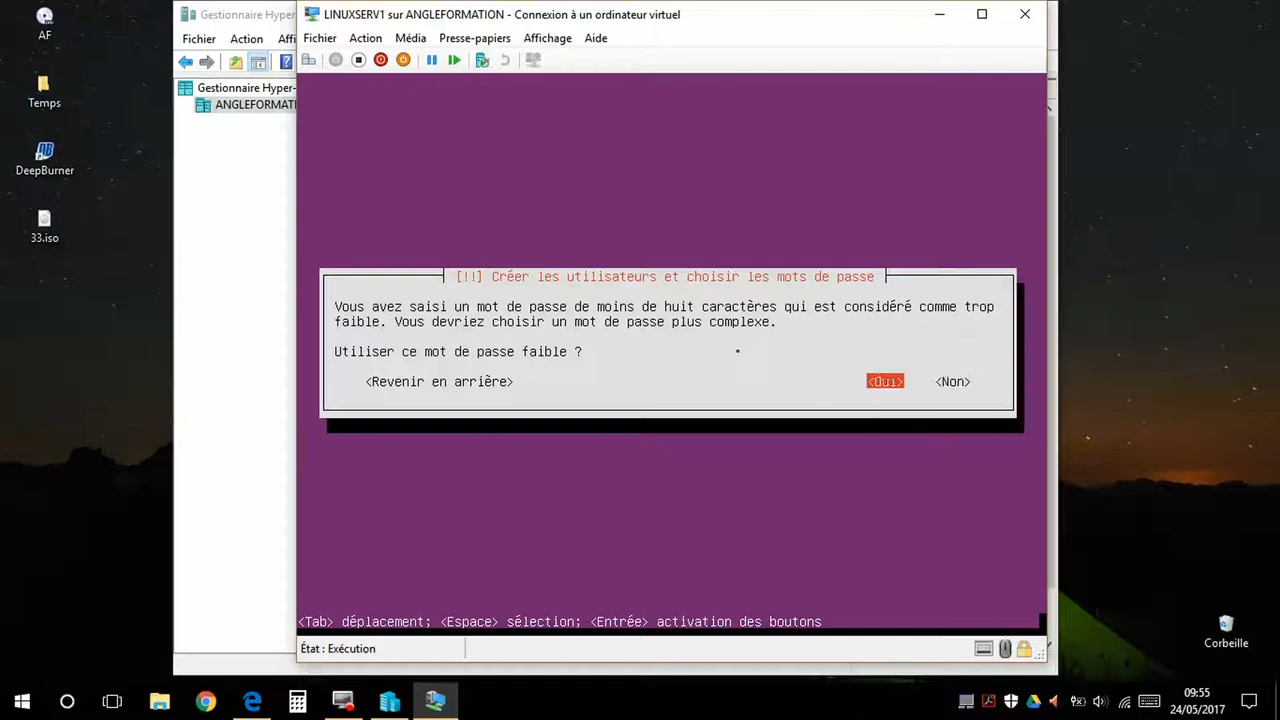 AF
Temps
DeepBurner
33.iso
Gestionnaire Hyper
Fichier
Action
Affi
Gestionnaire Hyper-
ANGLEFORMATI
LINUXSERV1 sur ANGLEFORMATION - Connexion à un ordinateur virtuel
Fichier Action Média Presse-papiers Affichage Aide
[!!] Créer les utilisateurs et choisir les mots de passe
Vous avez saisi un mot de passe de moins de huit caractères qui est considéré comme trop
faible. Vous devriez choisir un mot de passe plus complexe.
Utiliser ce mot de passe faible ?
<Revenir en arrière> <Oui> <Non>
<Tab> déplacement; <Espace> sélection; <Entrée> activation des boutons
État : Exécution
Corbeille
09:55
24/05/2017